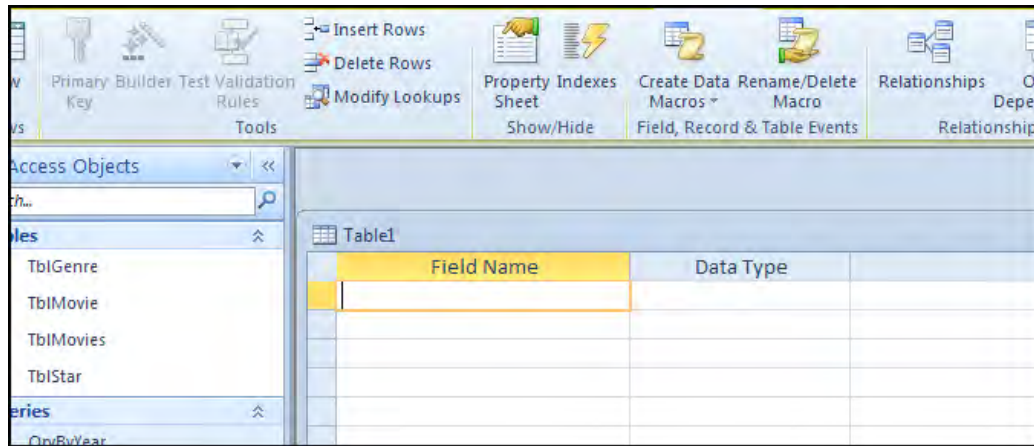 Insert Rows
Delete Rows
Modify Lookups
Primary Key
Builder
Test Validation Rules
Property Sheet
Indexes
Create Data Macros
Rename/Delete Macro
Relationships
Tools
Show/Hide
Field, Record & Table Events
Access Objects
Table1
Field Name
Data Type
TblGenre
TblMovie
TblMovies
TblStar
QryByYear